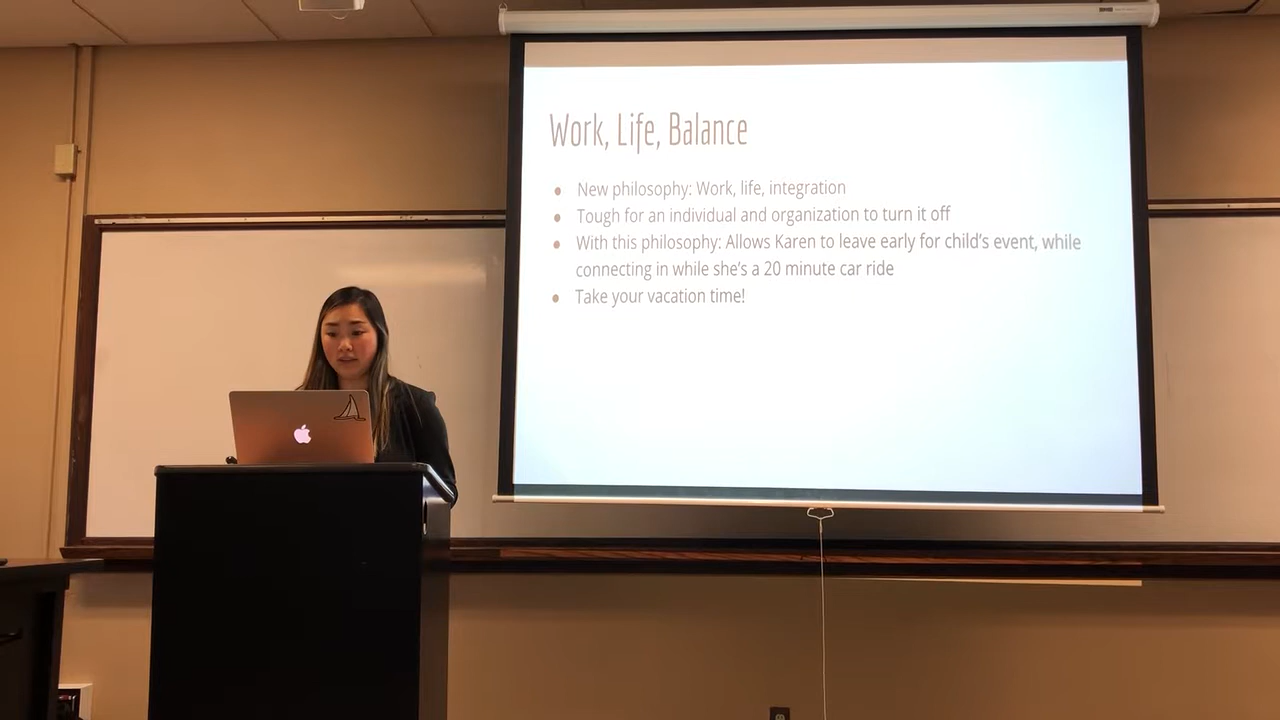 Work, Life, Balance
● New philosophy: Work, life, integration
● Tough for an individual and organization to turn it off
● With this philosophy: Allows Karen to leave early for child's event, while
connecting in while she's a 20 minute car ride
● Take your vacation time!